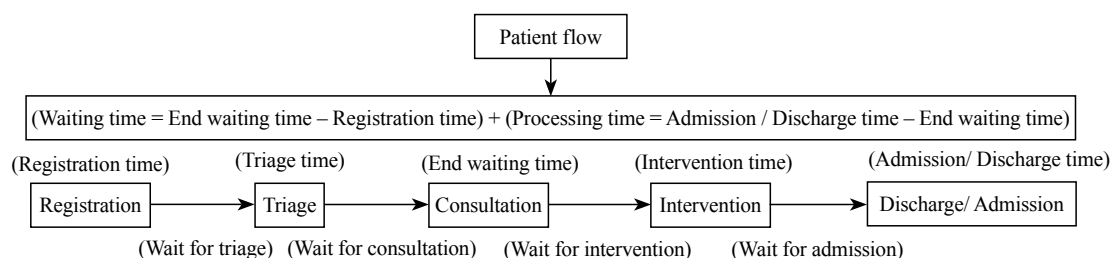 Patient flow
(Waiting time = End waiting time – Registration time) + (Processing time = Admission / Discharge time – End waiting time)
(Registration time) (Triage time) (End waiting time) (Intervention time) (Admission/ Discharge time)
Registration Triage Consultation Intervention Discharge/ Admission
(Wait for triage) (Wait for consultation) (Wait for intervention) (Wait for admission)